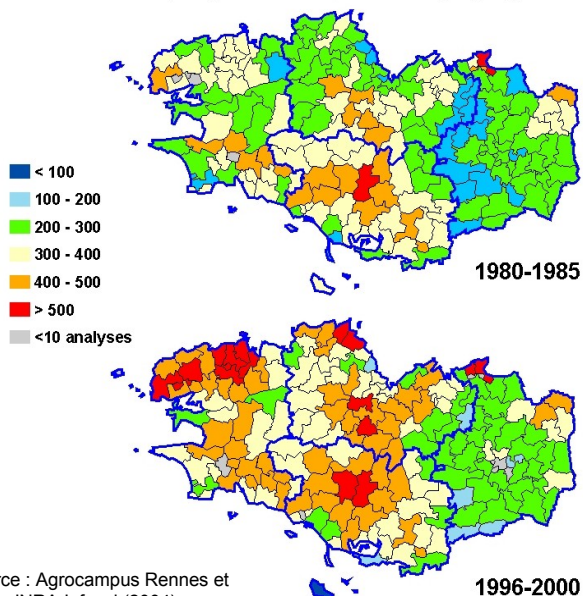 < 100
100 - 200
200 - 300
300 - 400
400 - 500
> 500
<10 analyses
1980-1985
1996-2000
rce : Agrocampus Rennes et